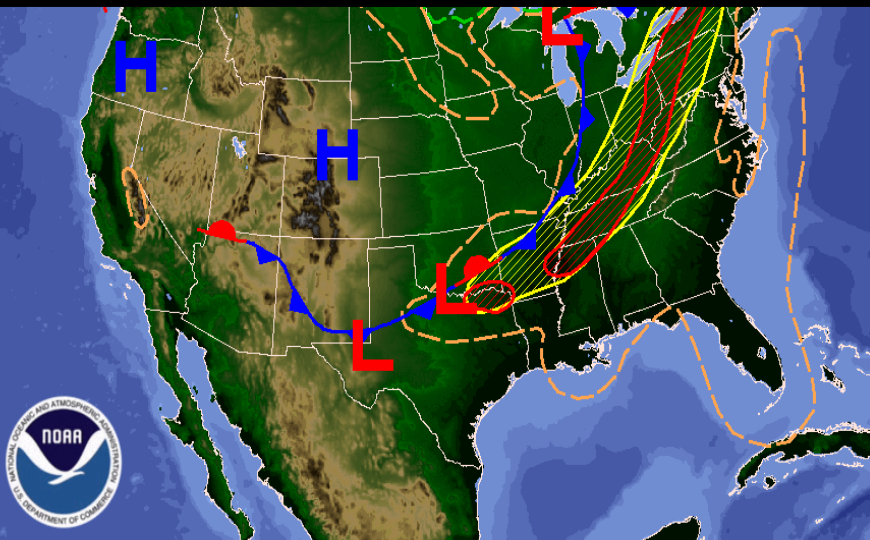 L
H
H
L
L
NOAA
NATIONAL OCEANIC AND ATMOSPHERIC ADMINISTRATION
U.S. DEPARTMENT OF COMMERCE